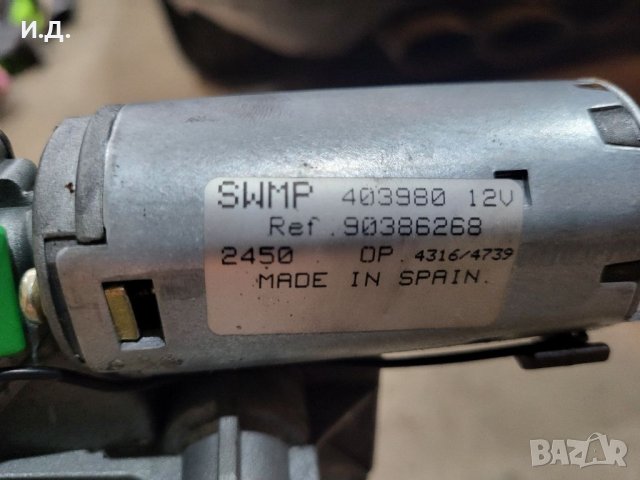 И.Д.
SWMP 403980 12V
Ref.90386268
2450 OP. 4316/4739
MADE IN SPAIN.
BAZAR